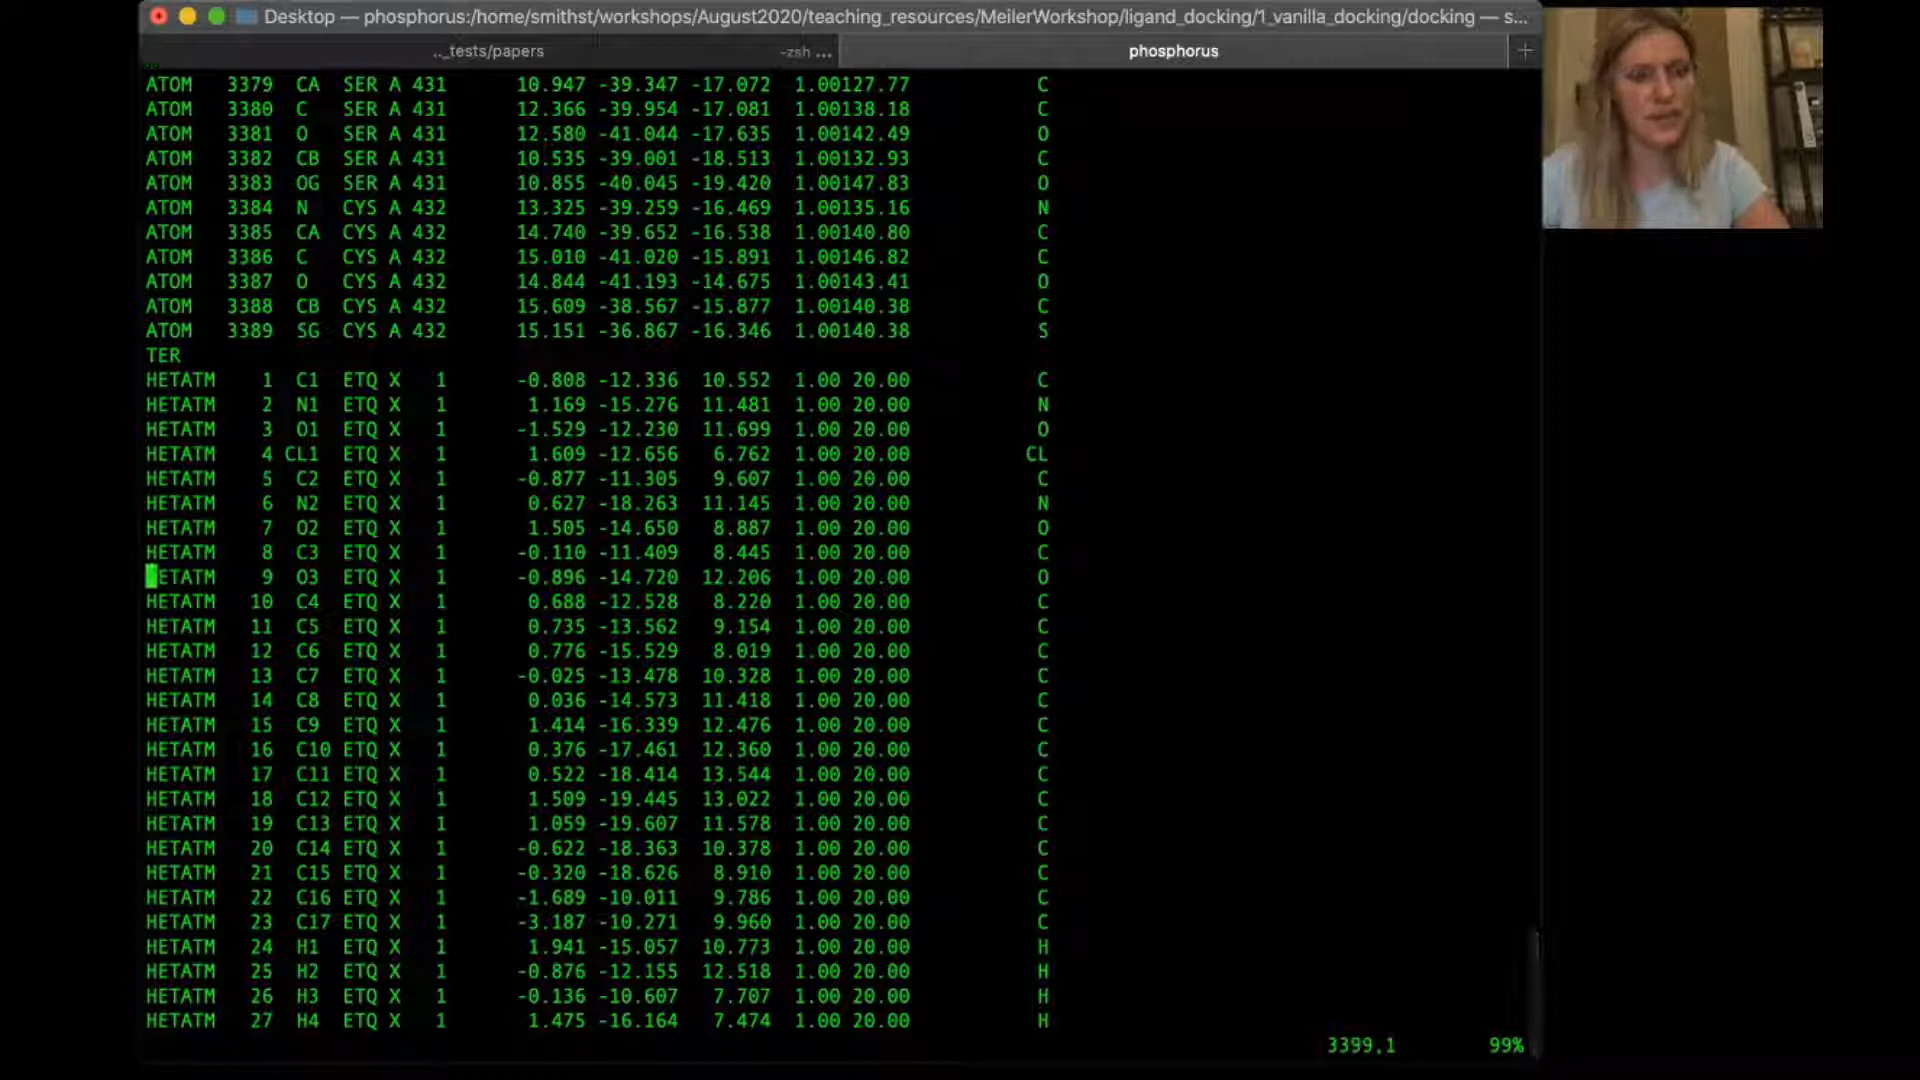 Desktop — phosphorus:/home/smithst/workshops/August2020/teaching_resources/MeilerWorkshop/ligand_docking/1_vanilla_docking/docking — s...
.._tests/papers -zsh ... phosphorus +
ATOM 3379 CA SER A 431 10.947 -39.347 -17.072 1.00127.77 C
ATOM 3380 C SER A 431 12.366 -39.954 -17.081 1.00138.18 C
ATOM 3381 O SER A 431 12.580 -41.044 -17.635 1.00142.49 O
ATOM 3382 CB SER A 431 10.535 -39.001 -18.513 1.00132.93 C
ATOM 3383 OG SER A 431 10.855 -40.045 -19.420 1.00147.83 O
ATOM 3384 N CYS A 432 13.325 -39.259 -16.469 1.00135.16 N
ATOM 3385 CA CYS A 432 14.740 -39.652 -16.538 1.00140.80 C
ATOM 3386 C CYS A 432 15.010 -41.020 -15.891 1.00146.82 C
ATOM 3387 O CYS A 432 14.844 -41.193 -14.675 1.00143.41 O
ATOM 3388 CB CYS A 432 15.609 -38.567 -15.877 1.00140.38 C
ATOM 3389 SG CYS A 432 15.151 -36.867 -16.346 1.00140.38 S
TER
HETATM 1 C1 ETQ X 1 -0.808 -12.336 10.552 1.00 20.00 C
HETATM 2 N1 ETQ X 1 1.169 -15.276 11.481 1.00 20.00 N
HETATM 3 O1 ETQ X 1 -1.529 -12.230 11.699 1.00 20.00 O
HETATM 4 CL1 ETQ X 1 1.609 -12.656 6.762 1.00 20.00 CL
HETATM 5 C2 ETQ X 1 -0.877 -11.305 9.607 1.00 20.00 C
HETATM 6 N2 ETQ X 1 0.627 -18.263 11.145 1.00 20.00 N
HETATM 7 O2 ETQ X 1 1.505 -14.650 8.887 1.00 20.00 O
HETATM 8 C3 ETQ X 1 -0.110 -11.409 8.445 1.00 20.00 C
HETATM 9 O3 ETQ X 1 -0.896 -14.720 12.206 1.00 20.00 O
HETATM 10 C4 ETQ X 1 0.688 -12.528 8.220 1.00 20.00 C
HETATM 11 C5 ETQ X 1 0.735 -13.562 9.154 1.00 20.00 C
HETATM 12 C6 ETQ X 1 0.776 -15.529 8.019 1.00 20.00 C
HETATM 13 C7 ETQ X 1 -0.025 -13.478 10.328 1.00 20.00 C
HETATM 14 C8 ETQ X 1 0.036 -14.573 11.418 1.00 20.00 C
HETATM 15 C9 ETQ X 1 1.414 -16.339 12.476 1.00 20.00 C
HETATM 16 C10 ETQ X 1 0.376 -17.461 12.360 1.00 20.00 C
HETATM 17 C11 ETQ X 1 0.522 -18.414 13.544 1.00 20.00 C
HETATM 18 C12 ETQ X 1 1.509 -19.445 13.022 1.00 20.00 C
HETATM 19 C13 ETQ X 1 1.059 -19.607 11.578 1.00 20.00 C
HETATM 20 C14 ETQ X 1 -0.622 -18.363 10.378 1.00 20.00 C
HETATM 21 C15 ETQ X 1 -0.320 -18.626 8.910 1.00 20.00 C
HETATM 22 C16 ETQ X 1 -1.689 -10.011 9.786 1.00 20.00 C
HETATM 23 C17 ETQ X 1 -3.187 -10.271 9.960 1.00 20.00 C
HETATM 24 H1 ETQ X 1 1.941 -15.057 10.773 1.00 20.00 H
HETATM 25 H2 ETQ X 1 -0.876 -12.155 12.518 1.00 20.00 H
HETATM 26 H3 ETQ X 1 -0.136 -10.607 7.707 1.00 20.00 H
HETATM 27 H4 ETQ X 1 1.475 -16.164 7.474 1.00 20.00 H
3399,1 99%